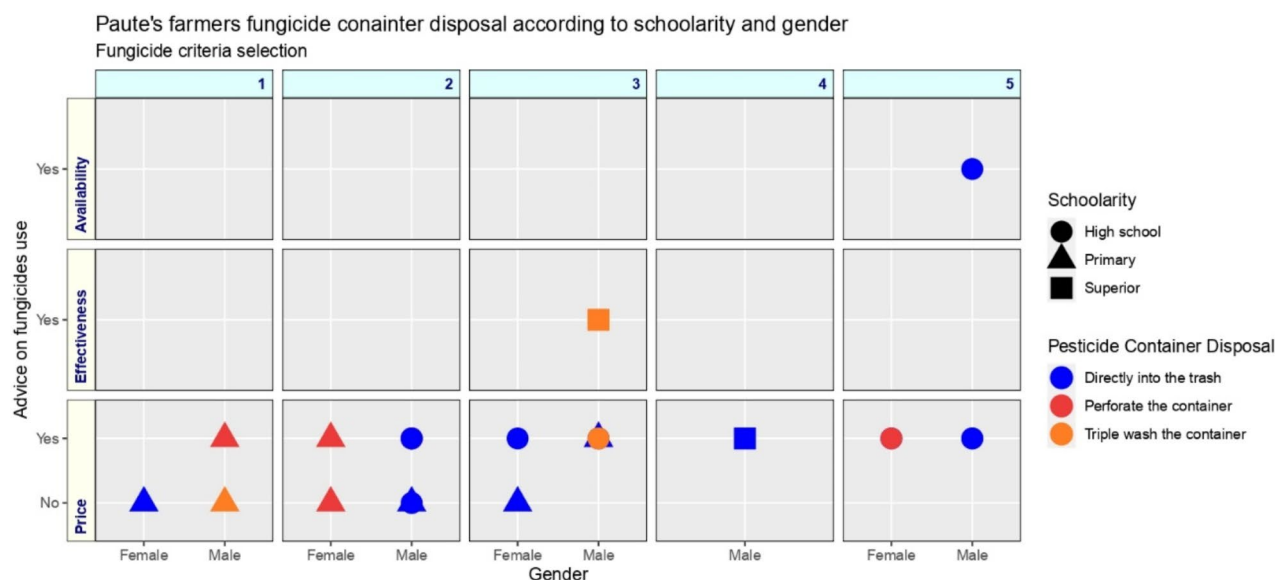 Paute's farmers fungicide conainter disposal according to schoolarity and gender
Fungicide criteria selection
1 2 3 4 5
Advice on fungicides use
Availability
Yes
Effectiveness
Yes
Price
Yes
No
Female Male Female Male Female Male Male Female Male
Gender
Schoolarity
High school
Primary
Superior
Pesticide Container Disposal
Directly into the trash
Perforate the container
Triple wash the container